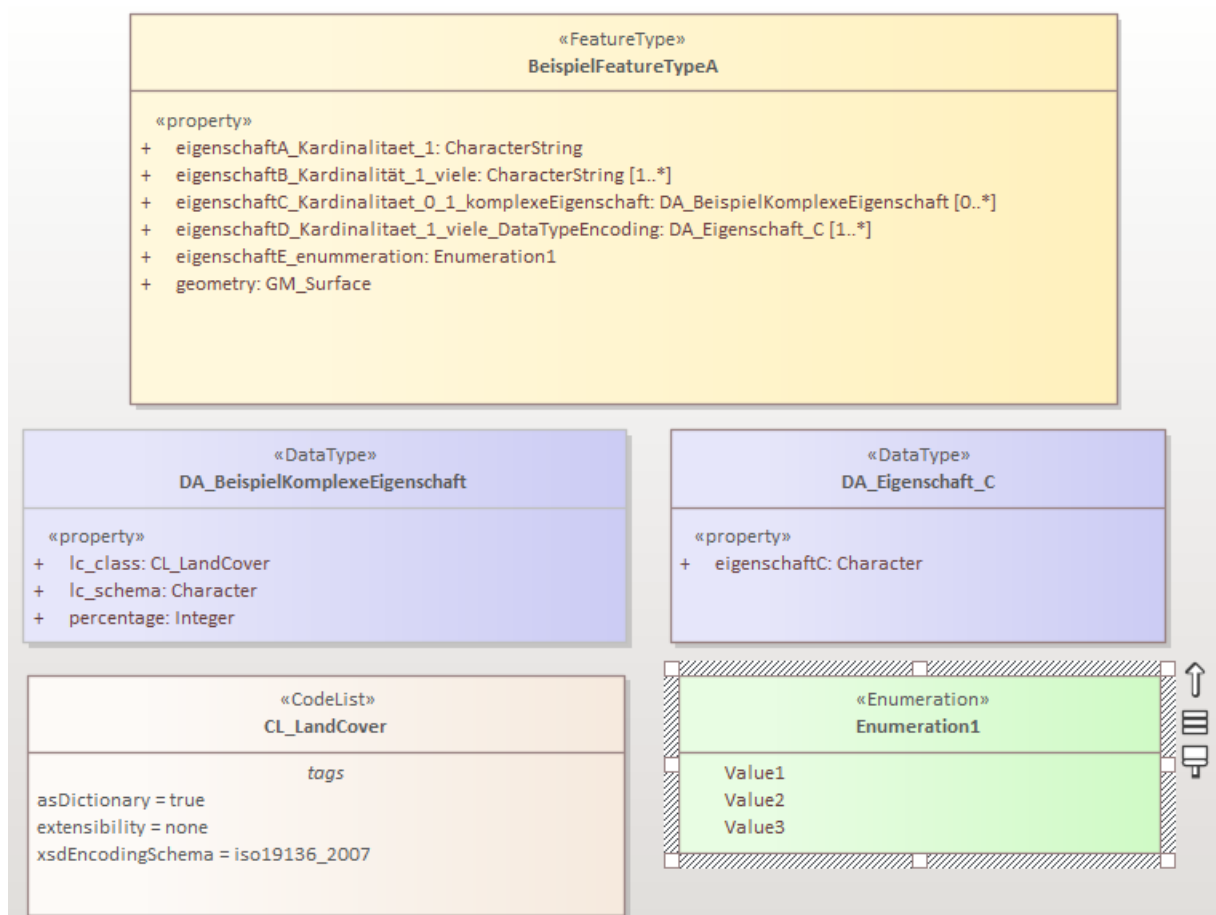 «FeatureType»
BeispielFeatureTypeA
«property»
+ eigenschaftA_Kardinalitaet_1: CharacterString
+ eigenschaftB_Kardinalität_1_viele: CharacterString [1..*]
+ eigenschaftC_Kardinalitaet_0_1_komplexeEigenschaft: DA_BeispielKomplexeEigenschaft [0..*]
+ eigenschaftD_Kardinalitaet_1_viele_DataTypeEncoding: DA_Eigenschaft_C [1..*]
+ eigenschaftE_enummeration: Enumeration1
+ geometry: GM_Surface
«DataType»
DA_BeispielKomplexeEigenschaft
«property»
+ lc_class: CL_LandCover
+ lc_schema: Character
+ percentage: Integer
«DataType»
DA_Eigenschaft_C
«property»
+ eigenschaftC: Character
«CodeList»
CL_LandCover
tags
asDictionary = true
extensibility = none
xsdEncodingSchema = iso19136_2007
«Enumeration»
Enumeration1
Value1
Value2
Value3